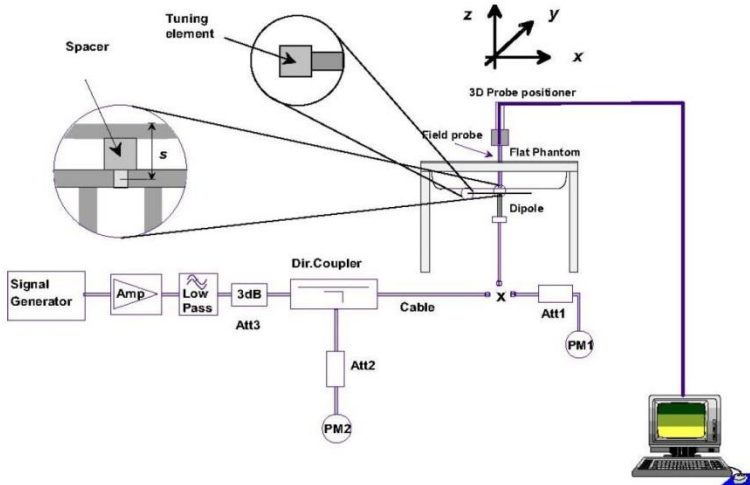 Tuning
element
z
y
x
Spacer
3D Probe positioner
Field probe
Flat Phantom
s
Dipole
Dir.Coupler
Signal
Generator
Amp
Low
Pass
3dB
Att3
Cable
x
Att1
PM1
Att2
PM2